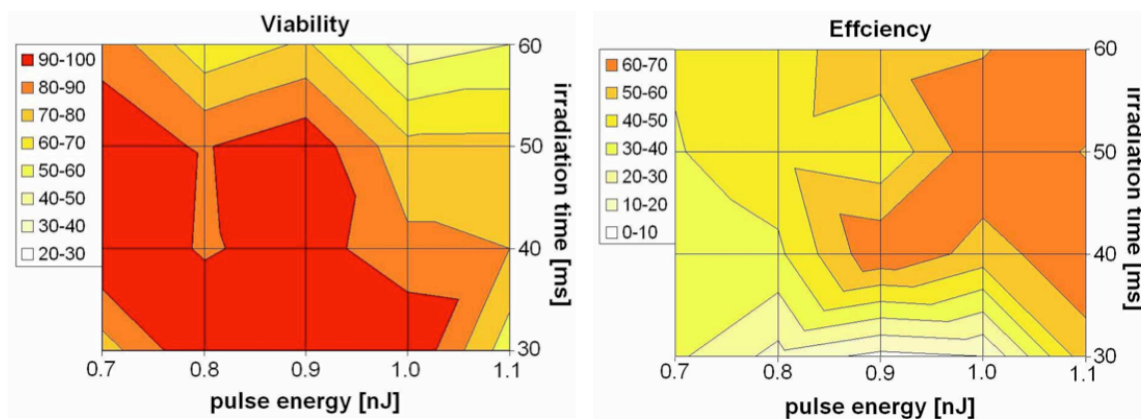 Viability
90-100
80-90
70-80
60-70
50-60
40-50
30-40
20-30
60
50
40
30
irradiation time [ms]
0.7 0.8 0.9 1.0 1.1
pulse energy [nJ]
Effciency
60-70
50-60
40-50
30-40
20-30
10-20
0-10
60
50
40
30
irradiation time [ms]
0.7 0.8 0.9 1.0 1.1
pulse energy [nJ]